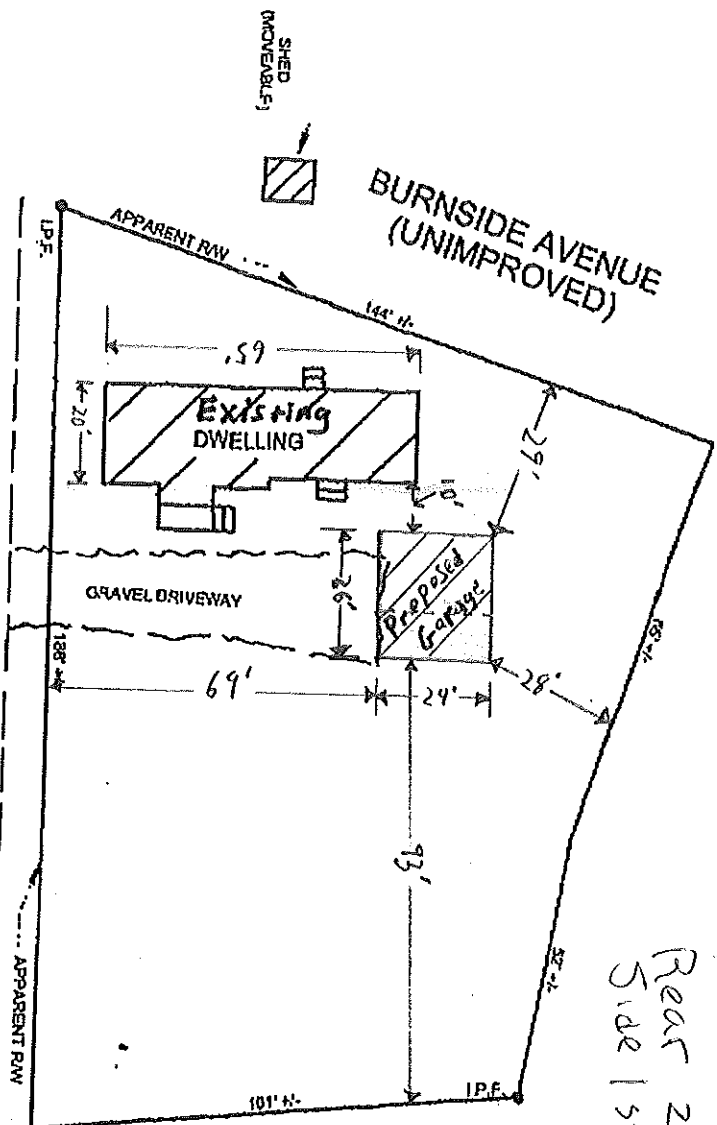 SHED
(MOVEABLE)
BURNSIDE AVENUE
(UNIMPROVED)
I.P.F.
APPARENT R/W
144' +/-
65'
20'
Existing
DWELLING
10'
29'
GRAVEL DRIVEWAY
26'
Proposed
Garage
28'
188' +/-
69'
24'
93'
52' +/-
Rear 2
Side 1
APPARENT R/W
101' +/-
I.P.F.